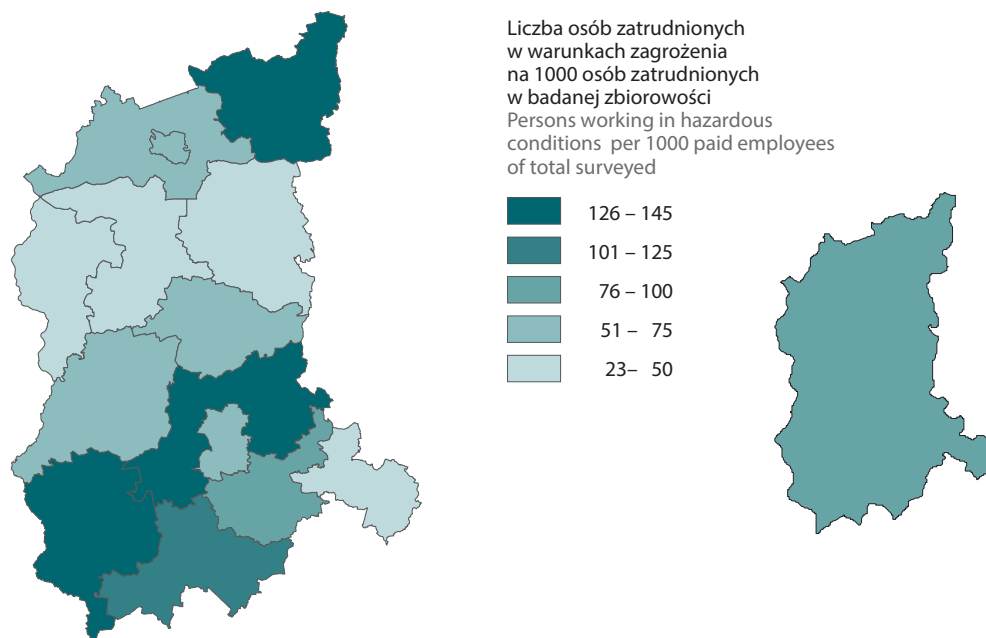 Liczba osób zatrudnionych
w warunkach zagrożenia
na 1000 osób zatrudnionych
w badanej zbiorowości
Persons working in hazardous
conditions per 1000 paid employees
of total surveyed
126 – 145
101 – 125
76 – 100
51 – 75
23– 50